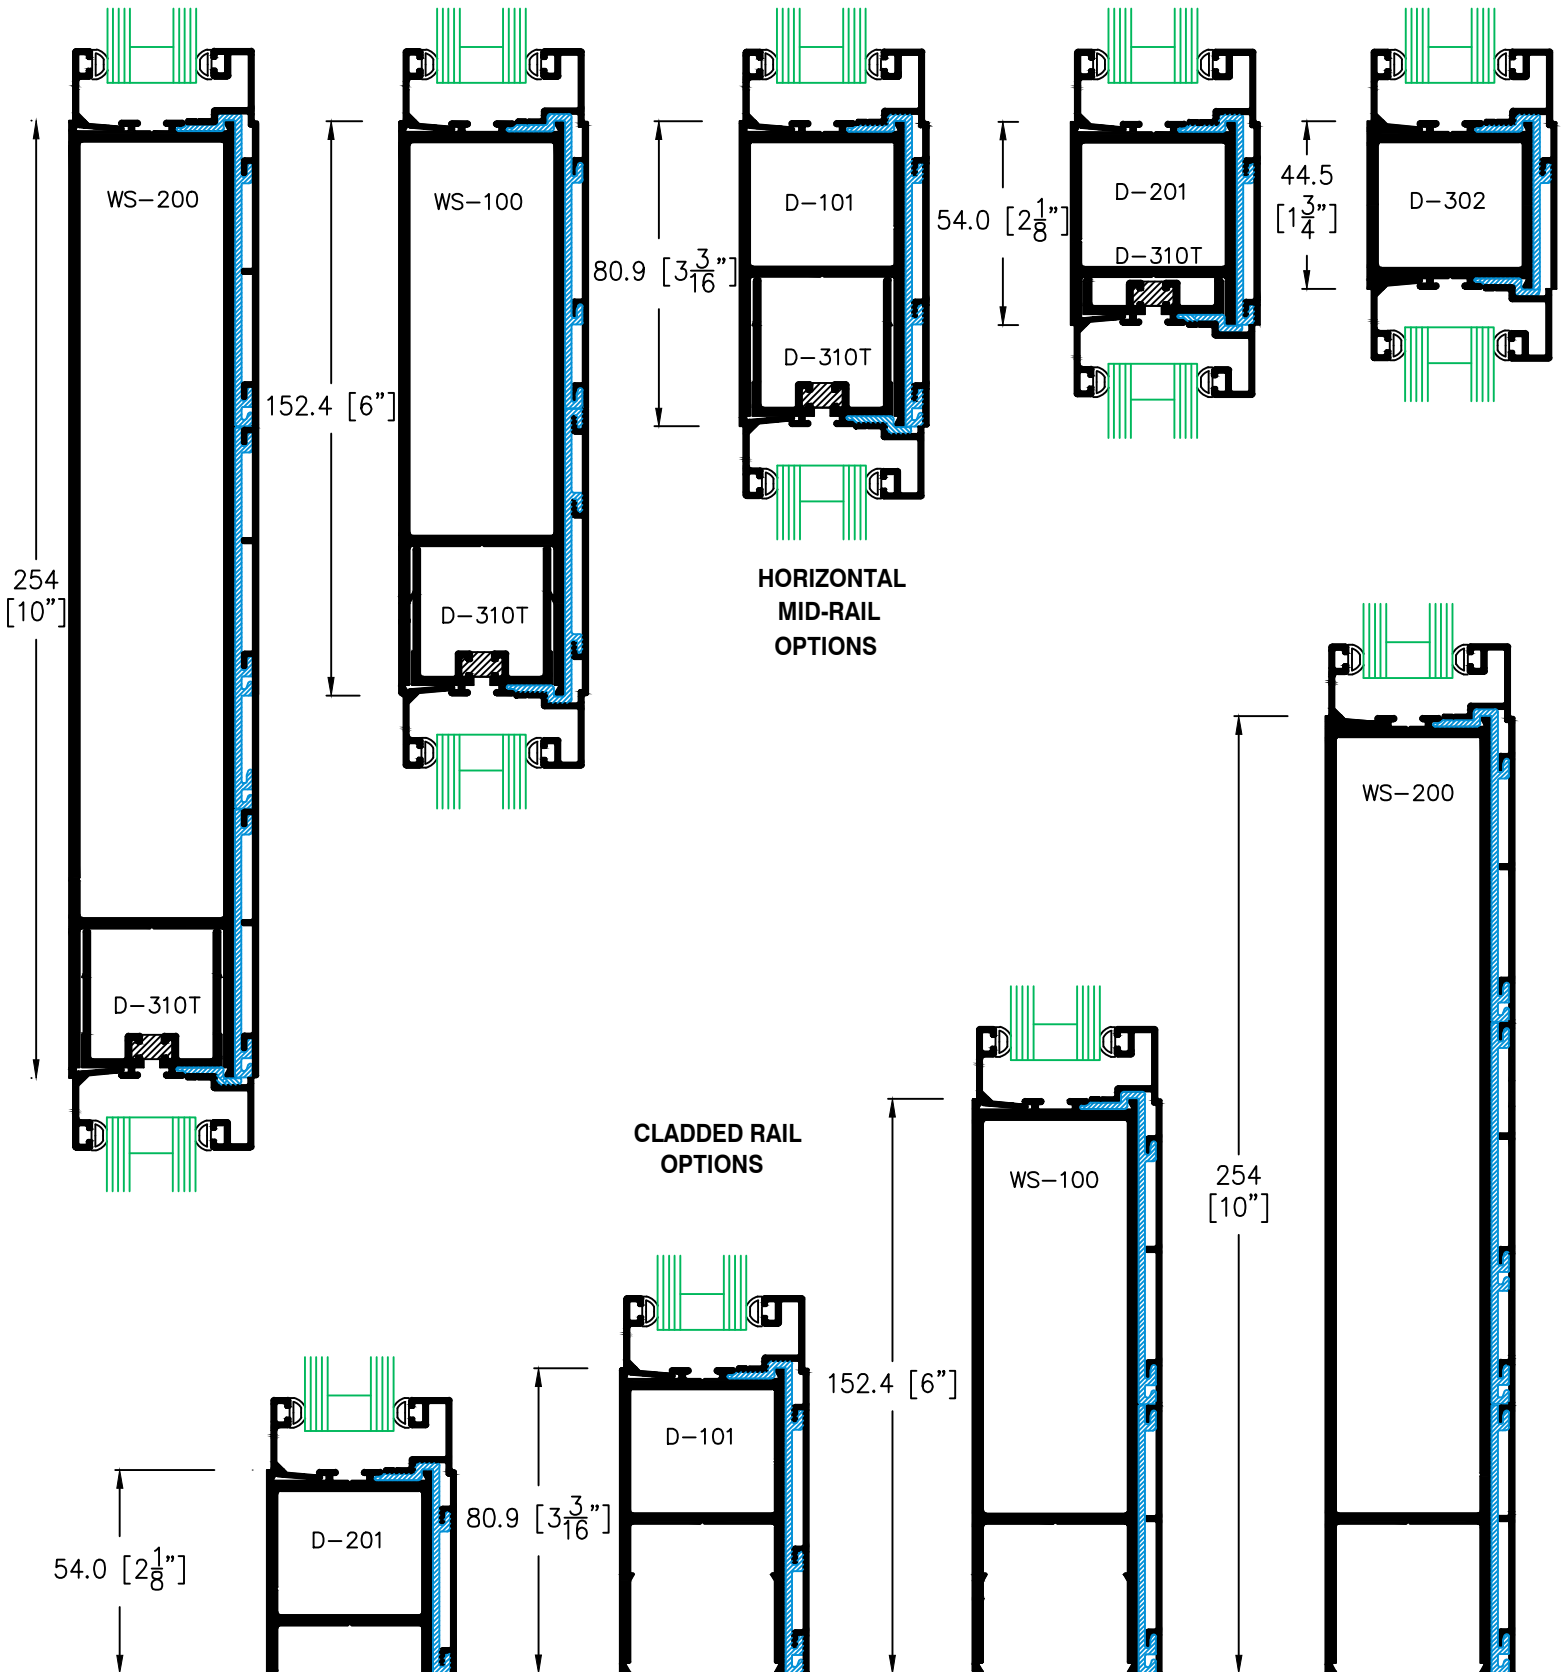 WS-200
254
[10"]
D-310T
WS-100
152.4 [6"]
D-310T
D-101
80.9 [3 3/16"]
D-310T
D-201
54.0 [2 1/8"]
D-310T
D-302
44.5
[1 3/4"]
HORIZONTAL
MID-RAIL
OPTIONS
CLADDED RAIL
OPTIONS
D-201
54.0 [2 1/8"]
D-101
80.9 [3 3/16"]
WS-100
152.4 [6"]
WS-200
254
[10"]